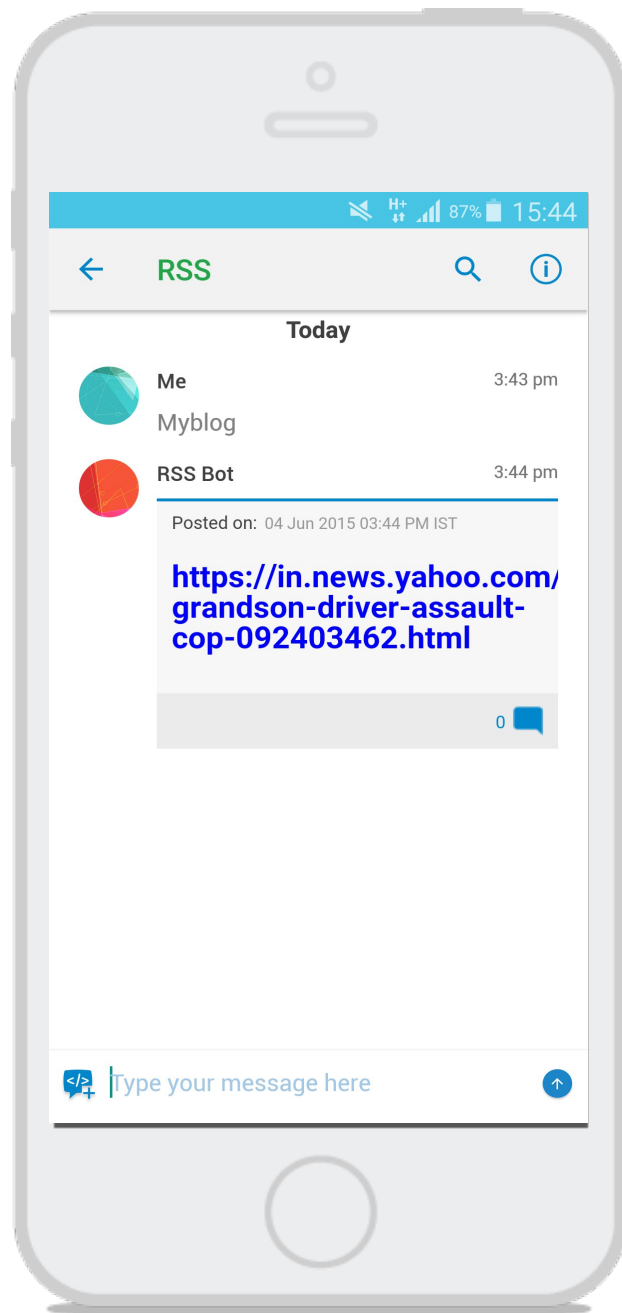 H+ 87% 15:44
RSS
Today
Me 3:43 pm
Myblog
RSS Bot 3:44 pm
Posted on: 04 Jun 2015 03:44 PM IST
https://in.news.yahoo.com/
grandson-driver-assault-
cop-092403462.html
0
</> Type your message here